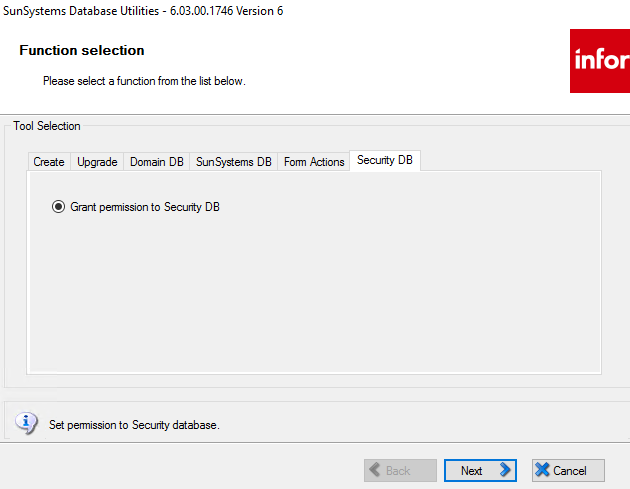 SunSystems Database Utilities - 6.03.00.1746 Version 6
Function selection
Please select a function from the list below.
infor
Tool Selection
Create Upgrade Domain DB SunSystems DB Form Actions Security DB
Grant permission to Security DB
Set permission to Security database.
Back Next Cancel